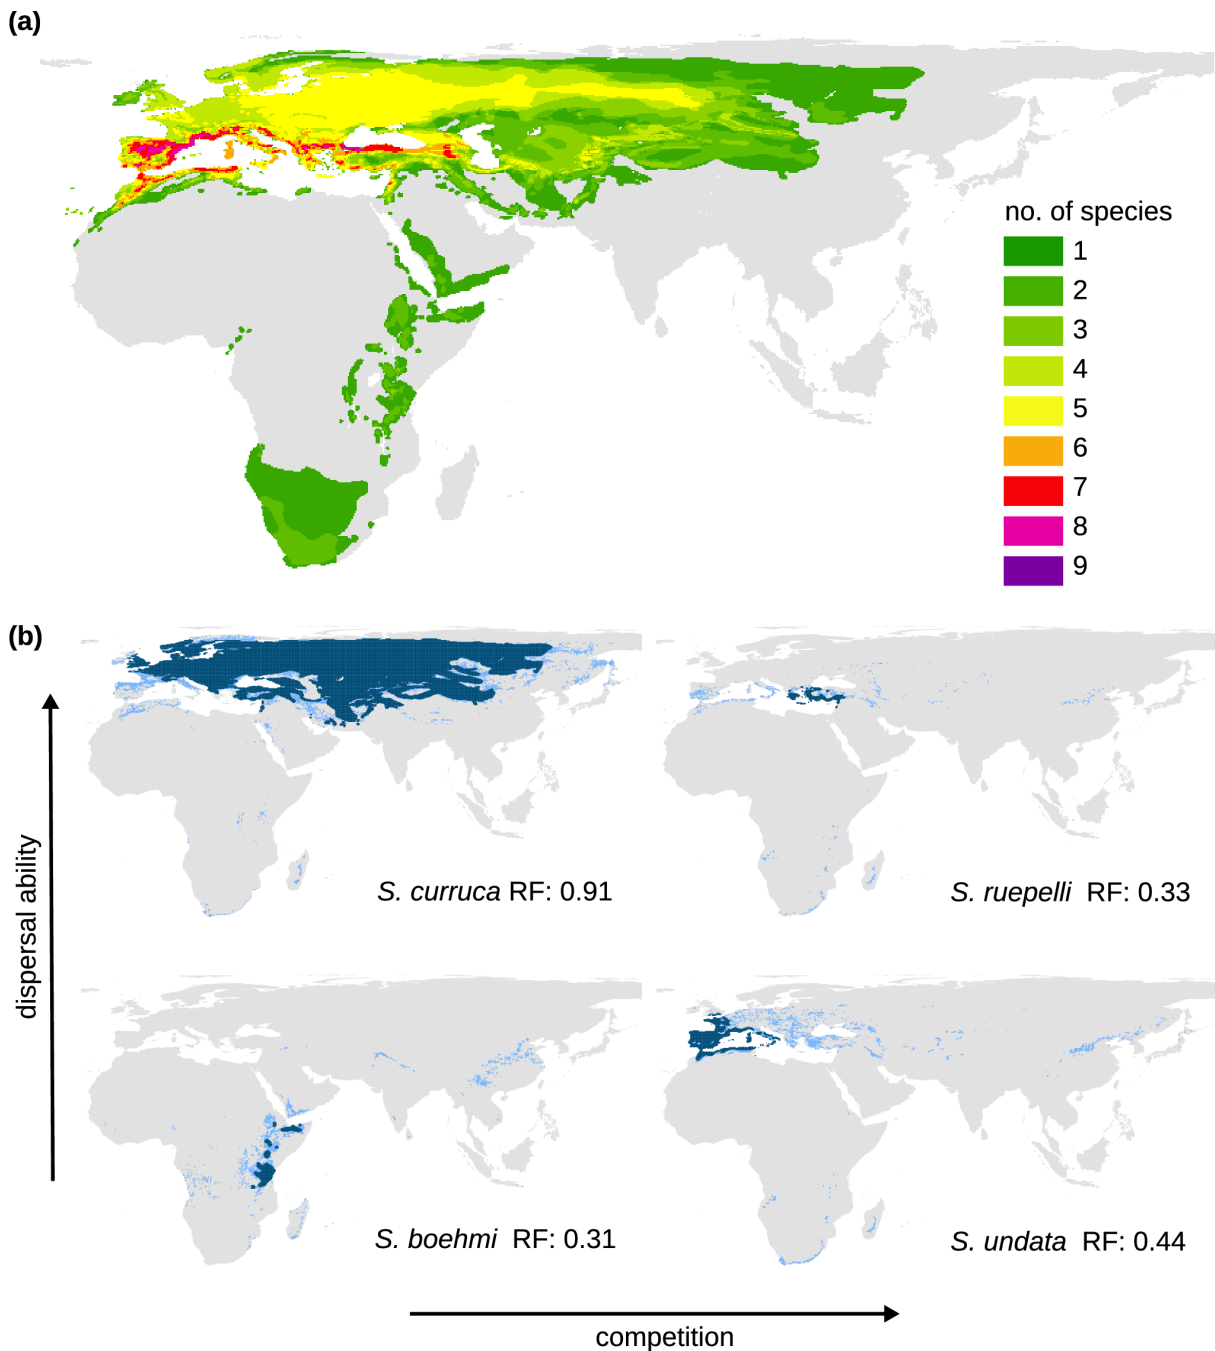 (a)
no. of species
1
2
3
4
5
6
7
8
9
(b)
dispersal ability
S. curruca RF: 0.91
S. ruepelli RF: 0.33
S. boehmi RF: 0.31
S. undata RF: 0.44
competition